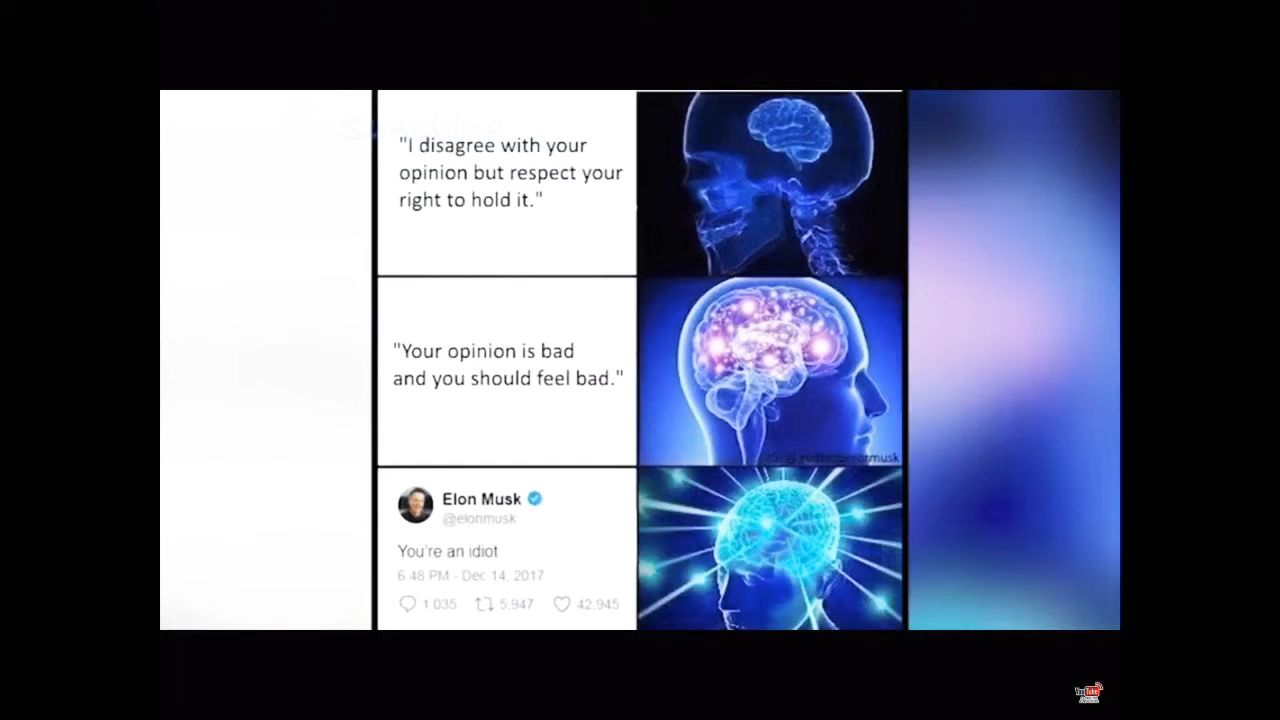 "I disagree with your
opinion but respect your
right to hold it."
"Your opinion is bad
and you should feel bad."
Elon Musk
@elonmusk
You're an idiot
6:48 PM - Dec 14, 2017
1,035 5,947 42,945
YouTube